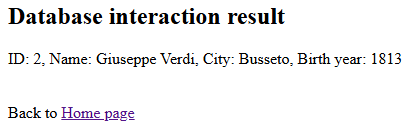 Database interaction result
ID: 2, Name: Giuseppe Verdi, City: Busseto, Birth year: 1813
Back to Home page